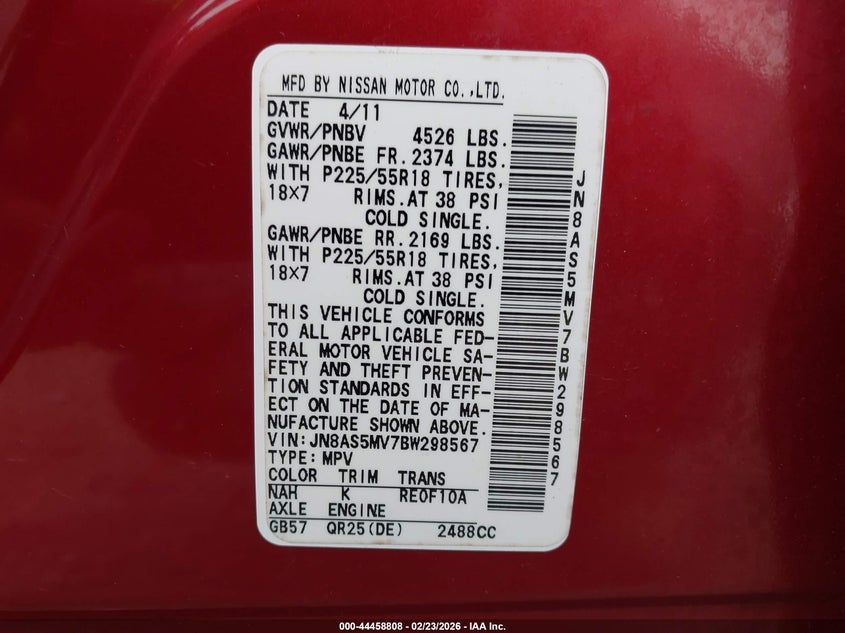 MFD BY NISSAN MOTOR CO.,LTD.
DATE 4/11
GVWR/PNBV 4526 LBS.
GAWR/PNBE FR.2374 LBS.
WITH P225/55R18 TIRES,
18X7 RIMS.AT 38 PSI
COLD SINGLE.
GAWR/PNBE RR.2169 LBS.
WITH P225/55R18 TIRES,
18X7 RIMS.AT 38 PSI
COLD SINGLE.
THIS VEHICLE CONFORMS
TO ALL APPLICABLE FED-
ERAL MOTOR VEHICLE SA-
FETY AND THEFT PREVEN-
TION STANDARDS IN EFF-
ECT ON THE DATE OF MA-
NUFACTURE SHOWN ABOVE.
VIN:JN8AS5MV7BW298567
TYPE:MPV
COLOR TRIM TRANS
NAH K RE0F10A
AXLE ENGINE
GB57 QR25(DE) 2488CC
JN8AS5MV7BW298567
000-44458808 - 02/23/2026 - IAA Inc.